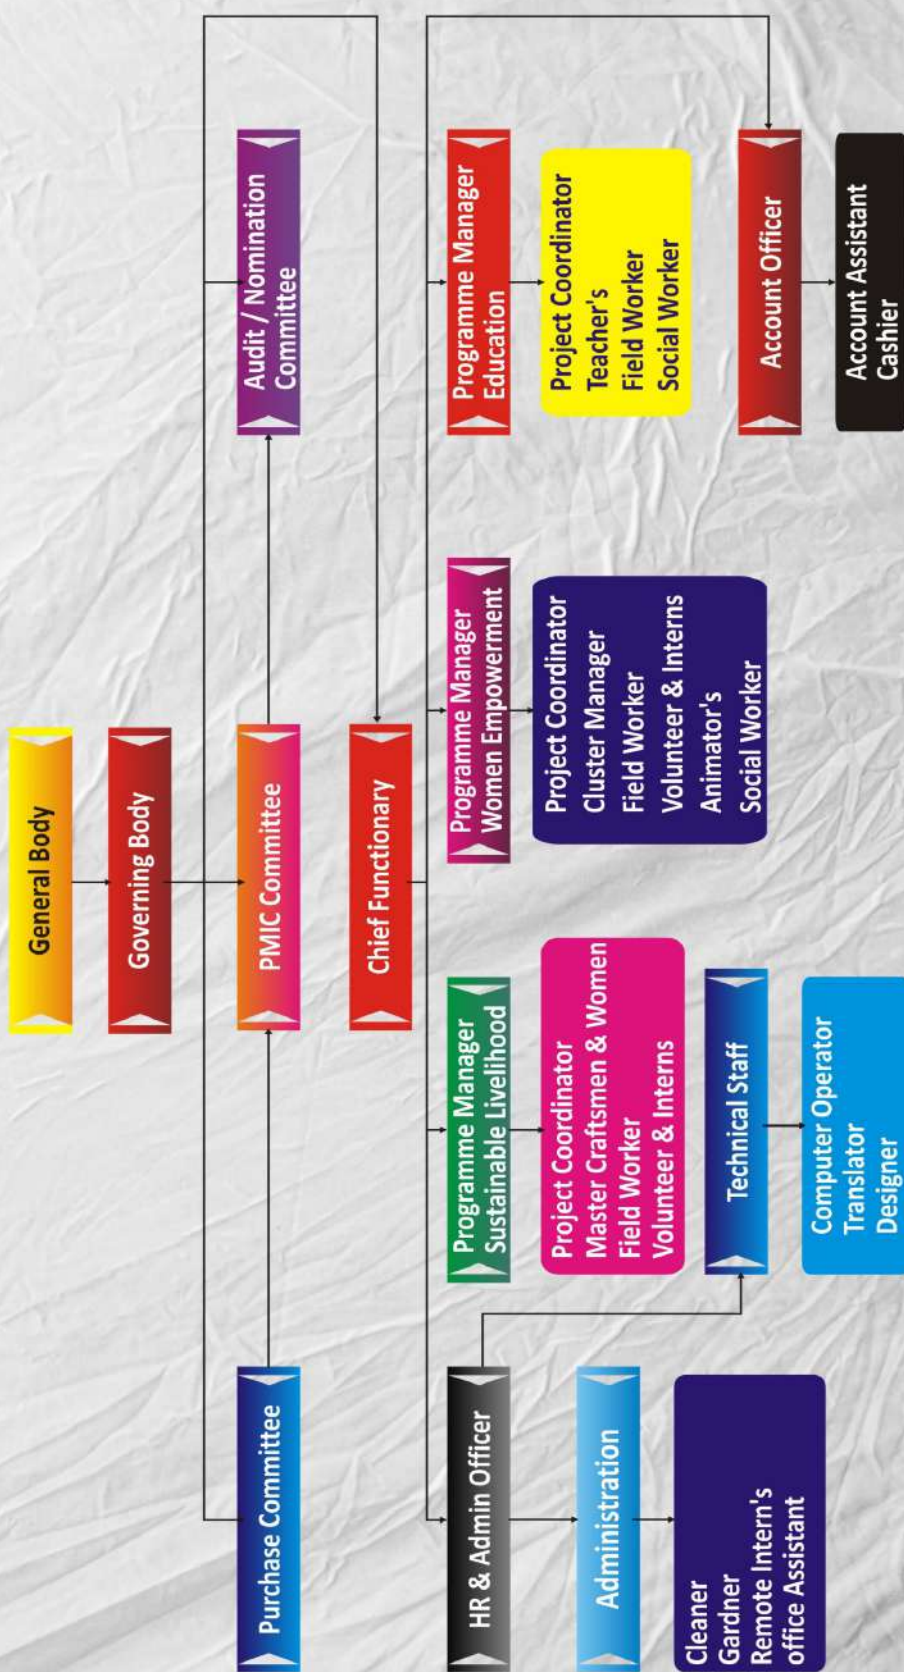 General Body
Governing Body
Purchase Committee
PMIC Committee
Audit / Nomination
Committee
Chief Functionary
HR & Admin Officer
Programme Manager
Sustainable Livelihood
Programme Manager
Women Empowerment
Programme Manager
Education
Administration
Project Coordinator
Master Craftsmen & Women
Field Worker
Volunteer & Interns
Project Coordinator
Cluster Manager
Field Worker
Volunteer & Interns
Animator's
Social Worker
Project Coordinator
Teacher's
Field Worker
Social Worker
Cleaner
Gardner
Remote Intern's
office Assistant
Technical Staff
Account Officer
Computer Operator
Translator
Designer
Account Assistant
Cashier